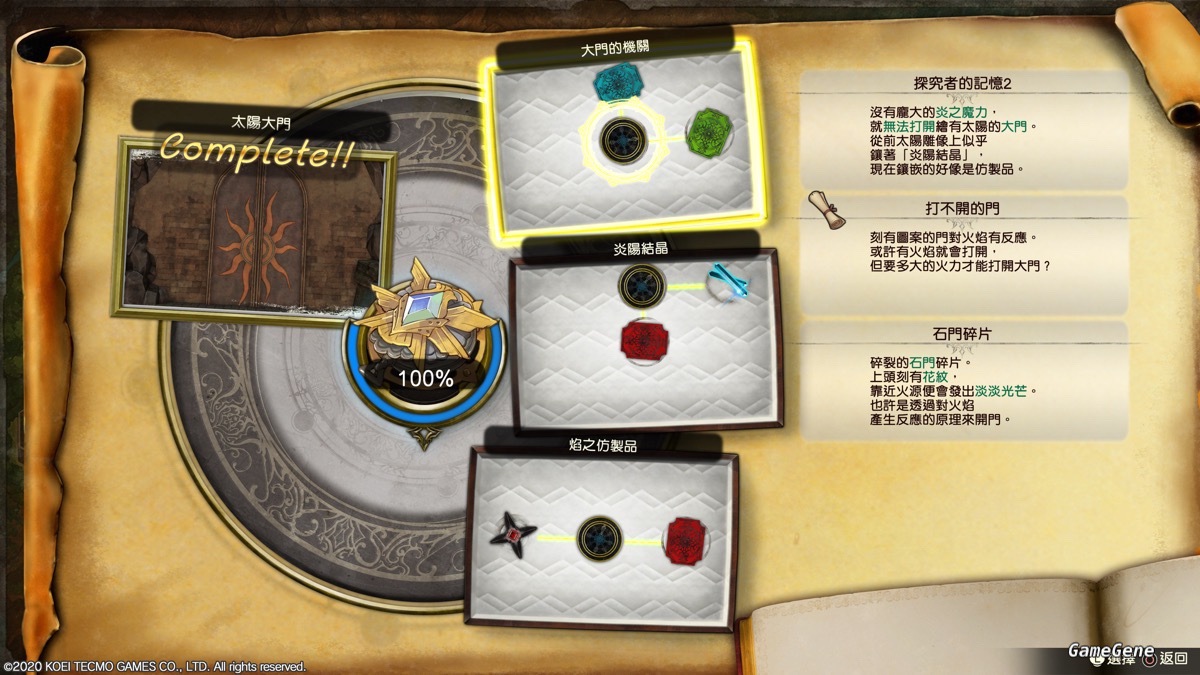 太陽大門
Complete!!
100%
大門的機關
炎陽結晶
焰之仿製品
探究者的記憶2
沒有龐大的炎之魔力，
就無法打開繪有太陽的大門。
從前太陽雕像上似乎
鑲著「炎陽結晶」，
現在鑲嵌的好像是仿製品。
打不開的門
刻有圖案的門對火焰有反應。
或許有火焰就會打開，
但要多大的火力才能打開大門？
石門碎片
碎裂的石門碎片。
上頭刻有花紋，
靠近火源便會發出淡淡光芒。
也許是透過對火焰
產生反應的原理來開門。
©2020 KOEI TECMO GAMES CO., LTD. All rights reserved.
GameGene
L 選擇 返回